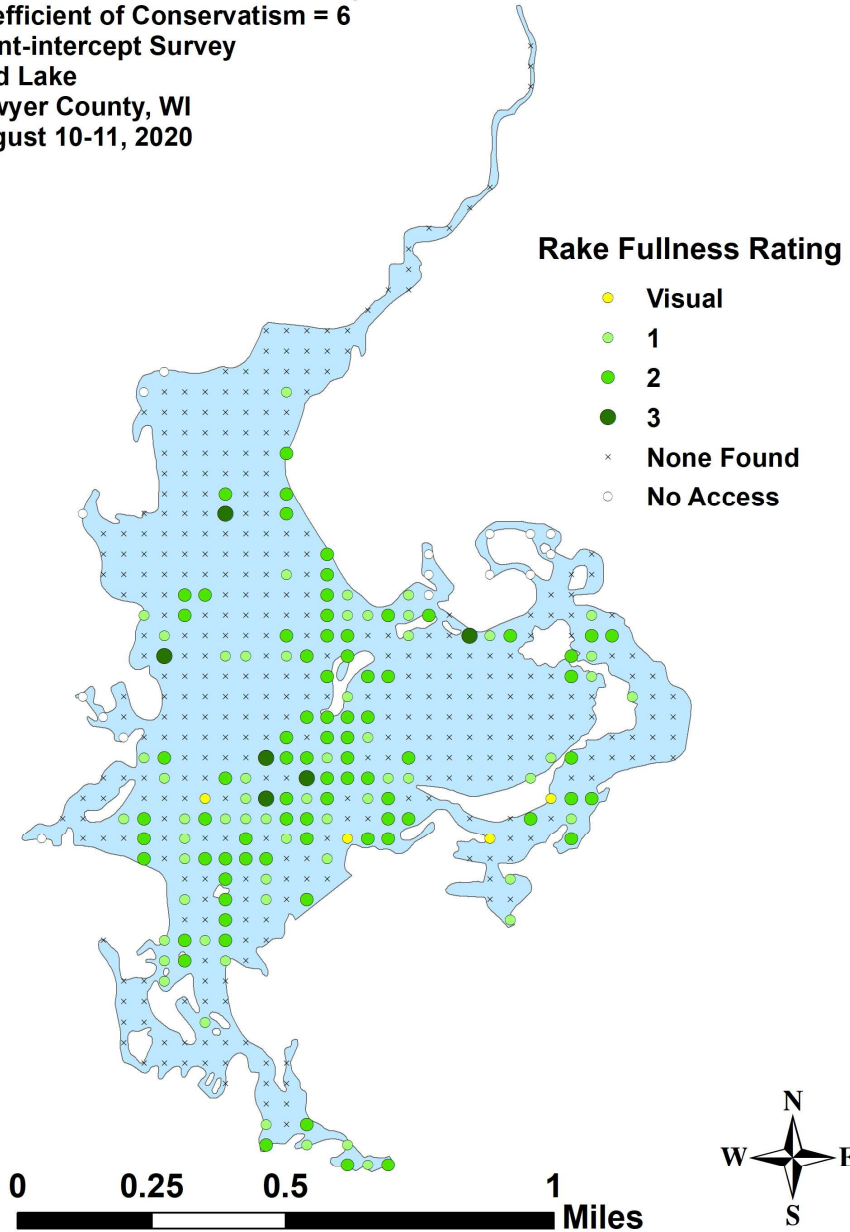 efficient of Conservatism = 6
nt-intercept Survey
d Lake
wyer County, WI
gust 10-11, 2020
Rake Fullness Rating
Visual
1
2
3
None Found
No Access
N
W E
S
0 0.25 0.5 1
Miles